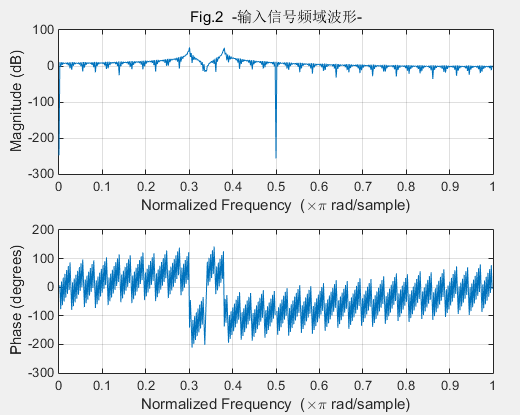 Fig.2 -输入信号频域波形-
Magnitude (dB)
100
0
-100
-200
-300
0 0.1 0.2 0.3 0.4 0.5 0.6 0.7 0.8 0.9 1
Normalized Frequency (×π rad/sample)
Phase (degrees)
200
100
0
-100
-200
-300
0 0.1 0.2 0.3 0.4 0.5 0.6 0.7 0.8 0.9 1
Normalized Frequency (×π rad/sample)